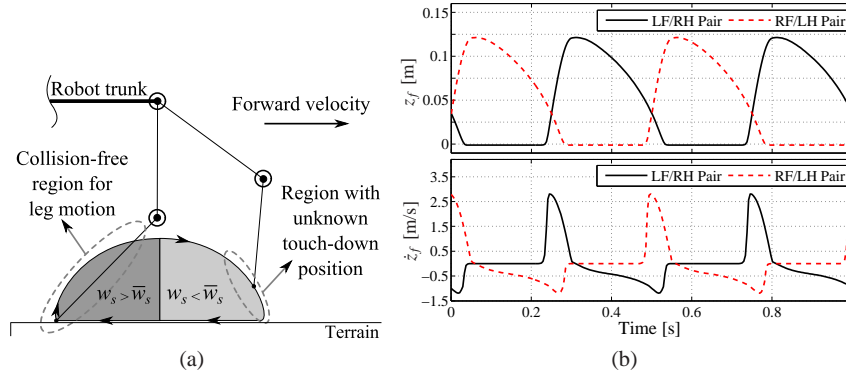 (a)
Robot trunk
Forward velocity
Collision-free
region for
leg motion
Region with
unknown
touch-down
position
w_s > w̅_s
w_s < w̅_s
Terrain
(b)
LF/RH Pair
RF/LH Pair
z_f [m]
0.15
0.1
0.05
0
LF/RH Pair
RF/LH Pair
ż_f [m/s]
3.5
2.5
1.5
0.5
−0.5
−1.5
0
0.2
0.4
0.6
0.8
Time [s]